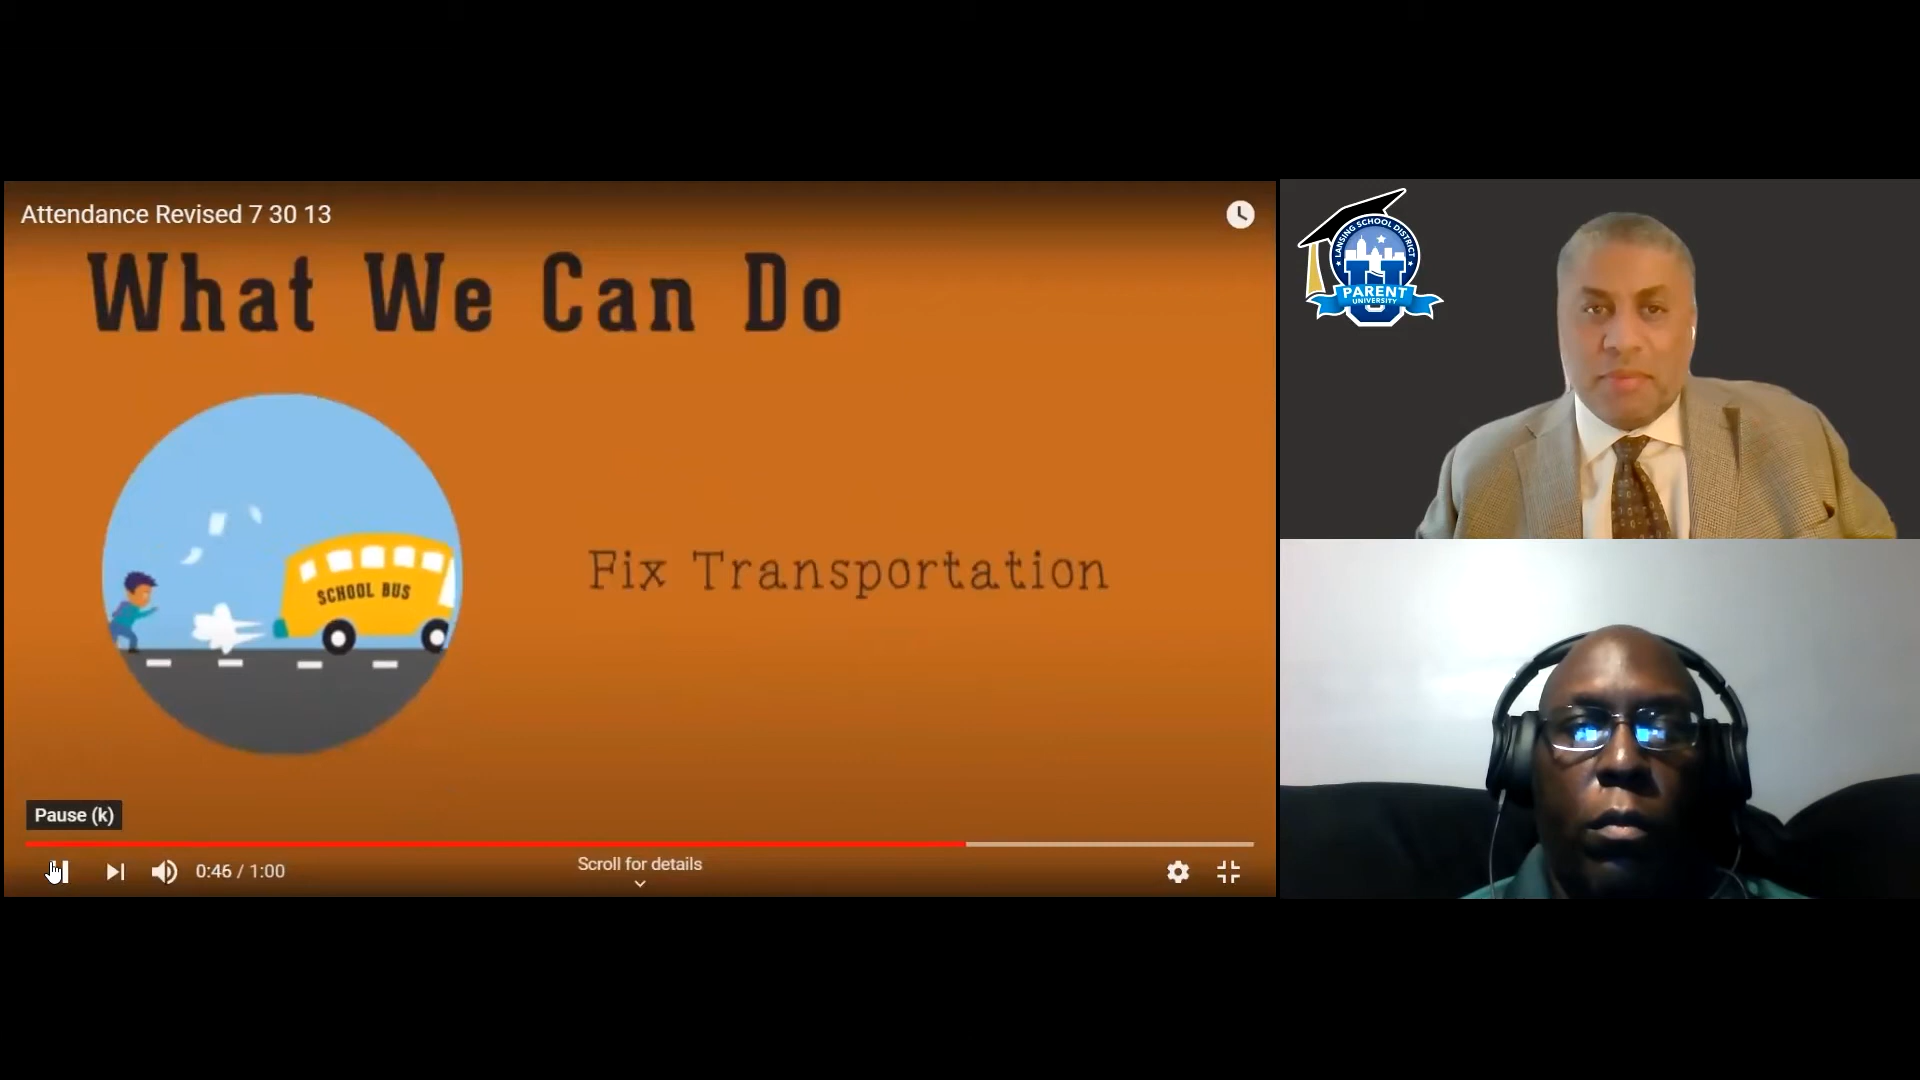 Attendance Revised 7 30 13
What We Can Do
SCHOOL BUS
Fix Transportation
Pause (k)
0:46 / 1:00
Scroll for details
LANSING SCHOOL DISTRICT
U
PARENT
UNIVERSITY